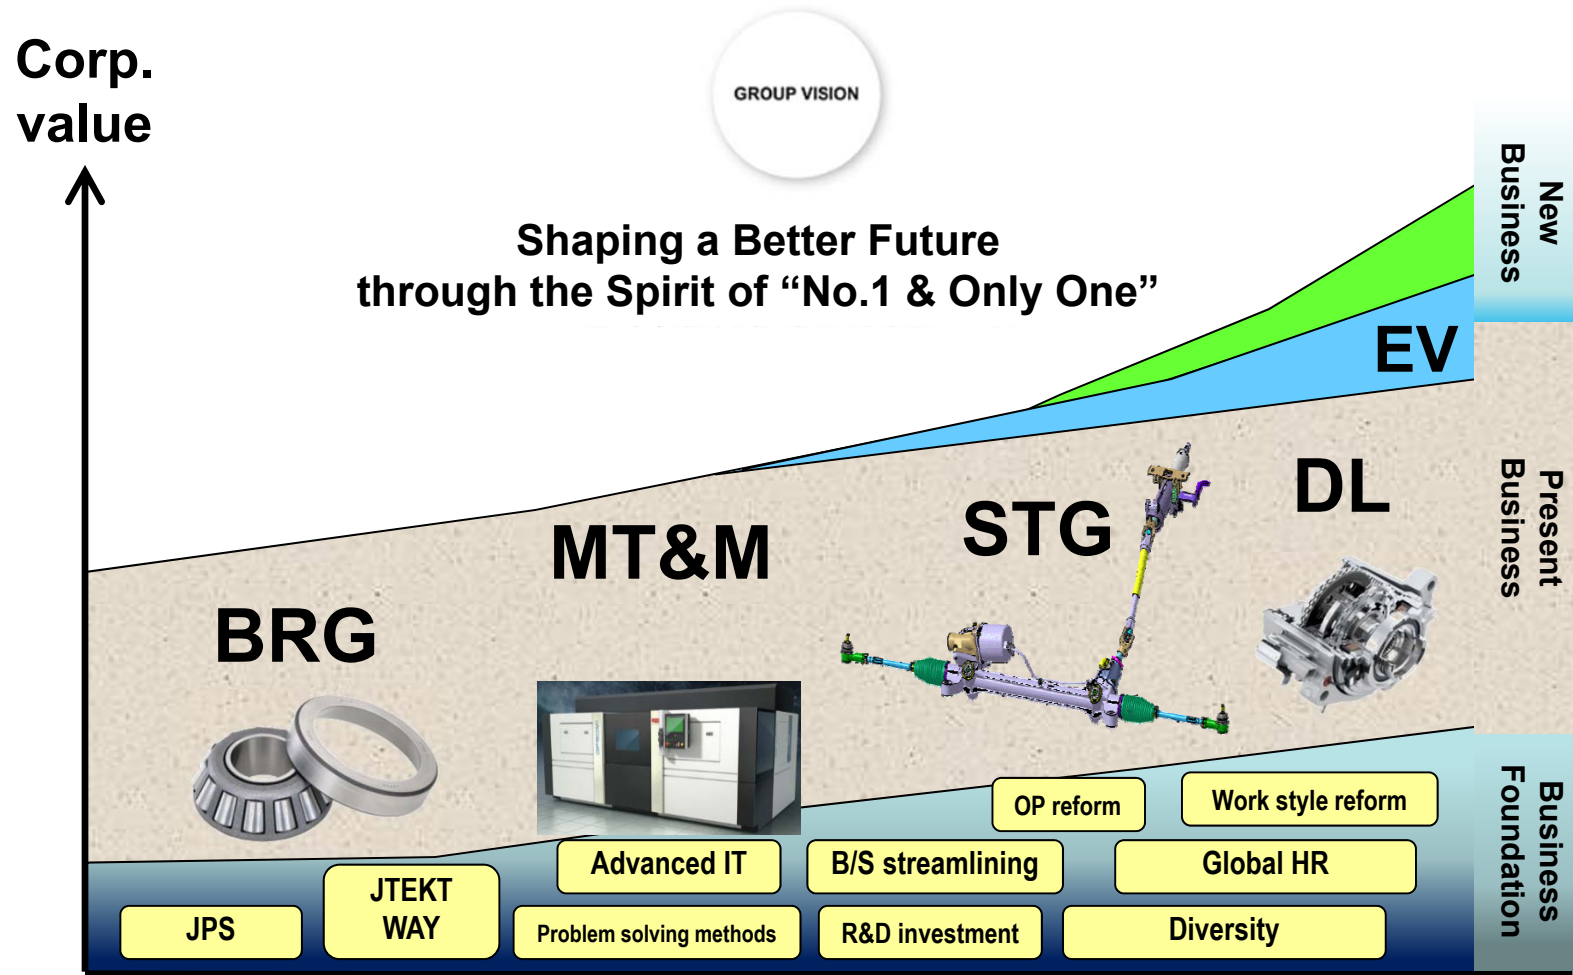 Corp.
value
GROUP VISION
Shaping a Better Future
through the Spirit of “No.1 & Only One”
New
Business
EV
Present
Business
DL
STG
MT&M
BRG
Business
Foundation
OP reform
Work style reform
Advanced IT
B/S streamlining
Global HR
JTEKT
WAY
JPS
Problem solving methods
R&D investment
Diversity